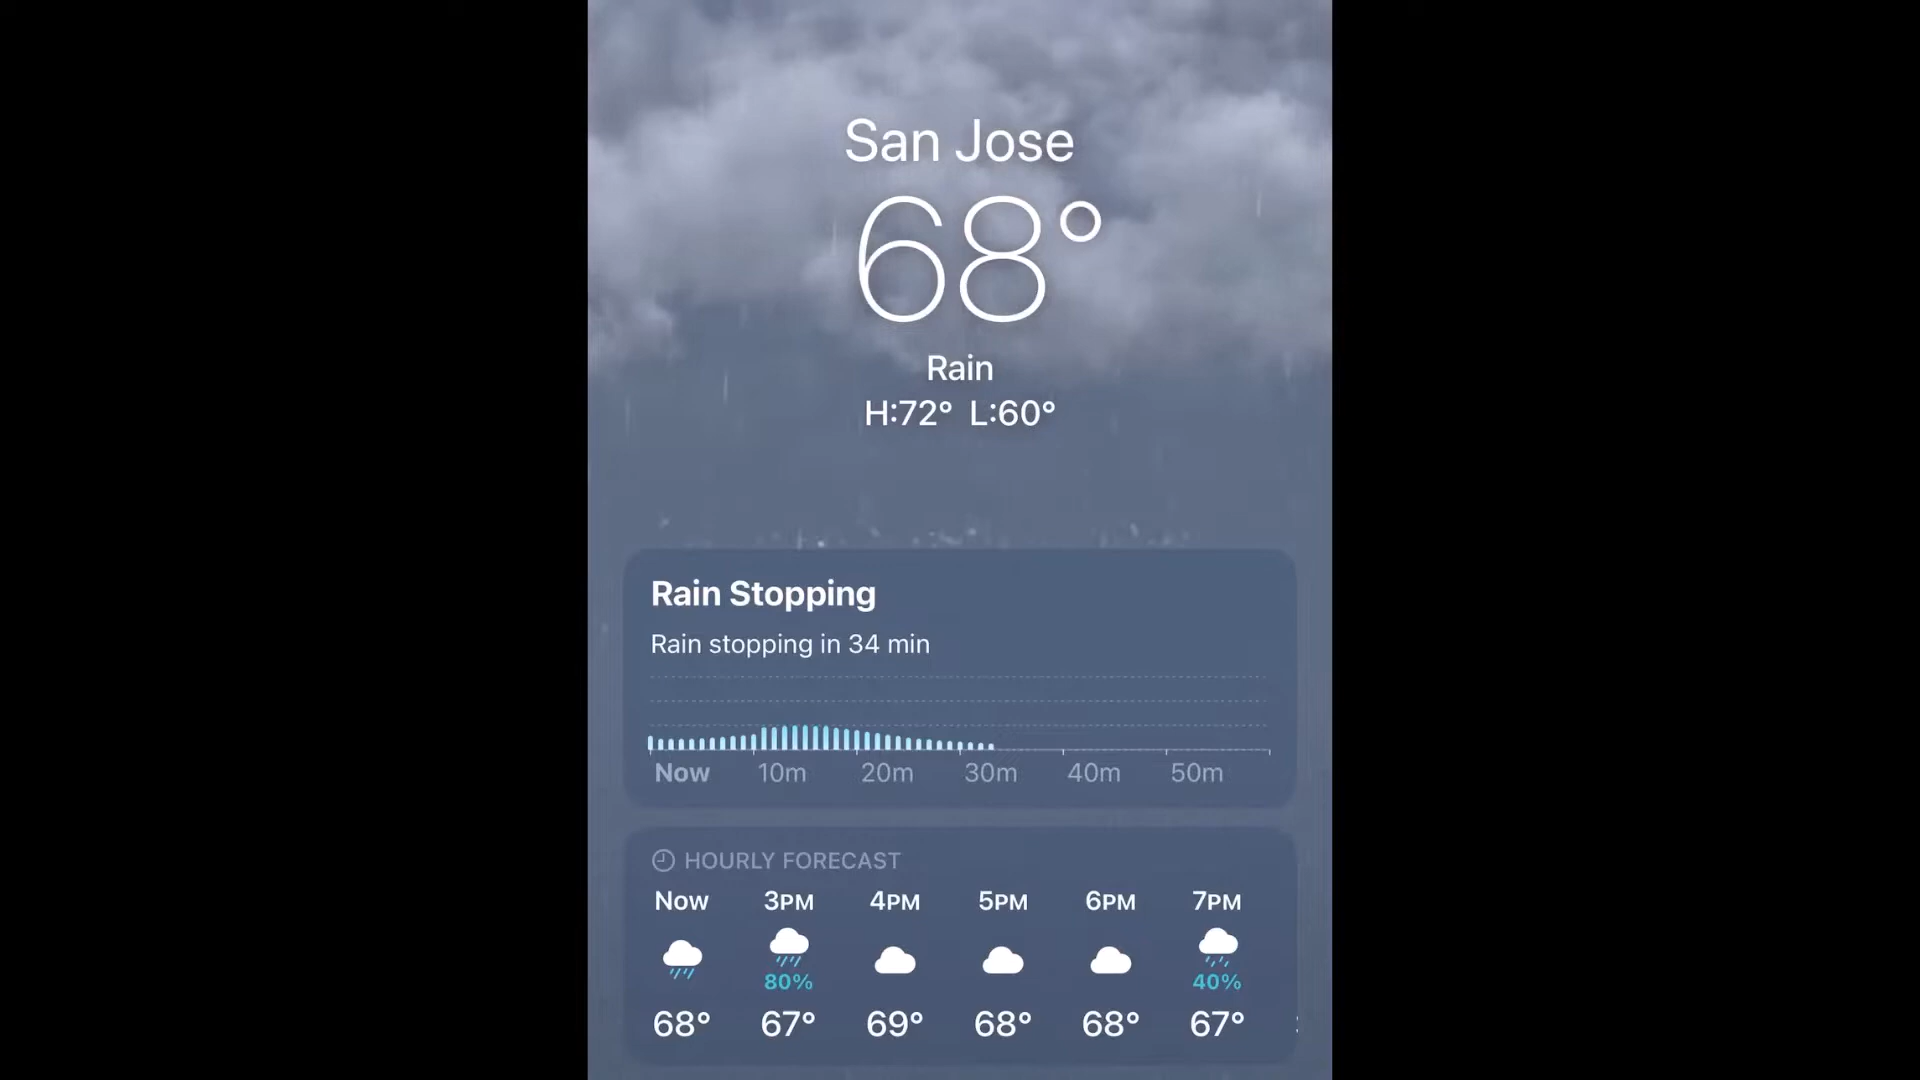 San Jose
68°
Rain
H:72° L:60°
Rain Stopping
Rain stopping in 34 min
Now 10m 20m 30m 40m 50m
HOURLY FORECAST
Now 3PM 4PM 5PM 6PM 7PM
80% 40%
68° 67° 69° 68° 68° 67°